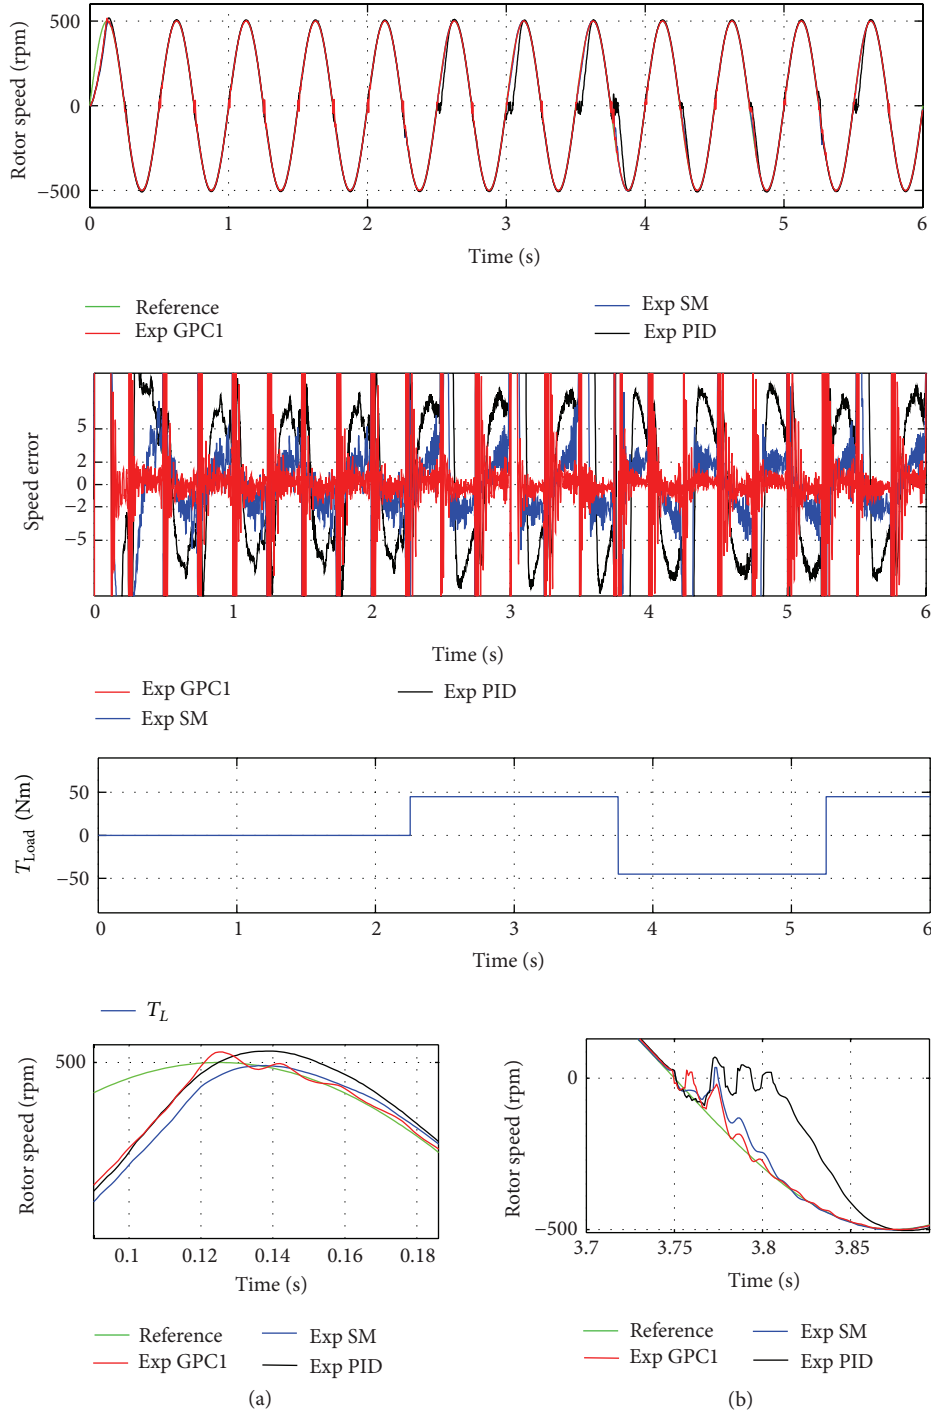 500
0
−500
Rotor speed (rpm)
0 1 2 3 4 5 6
Time (s)
Reference
Exp GPC1
Exp SM
Exp PID
5
2
0
−2
−5
Speed error
0 1 2 3 4 5 6
Time (s)
Exp GPC1
Exp SM
Exp PID
50
0
−50
T_Load (Nm)
0 1 2 3 4 5 6
Time (s)
T_L
500
Rotor speed (rpm)
0.1 0.12 0.14 0.16 0.18
Time (s)
Reference
Exp GPC1
Exp SM
Exp PID
(a)
0
−500
Rotor speed (rpm)
3.7 3.75 3.8 3.85
Time (s)
Reference
Exp GPC1
Exp SM
Exp PID
(b)